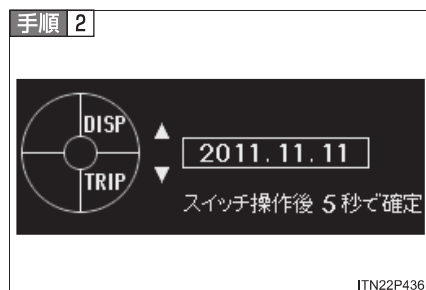 手順 2
DISP
▲
2011.11.11
TRIP
▼
スイッチ操作後 5 秒で確定
ITN22P436